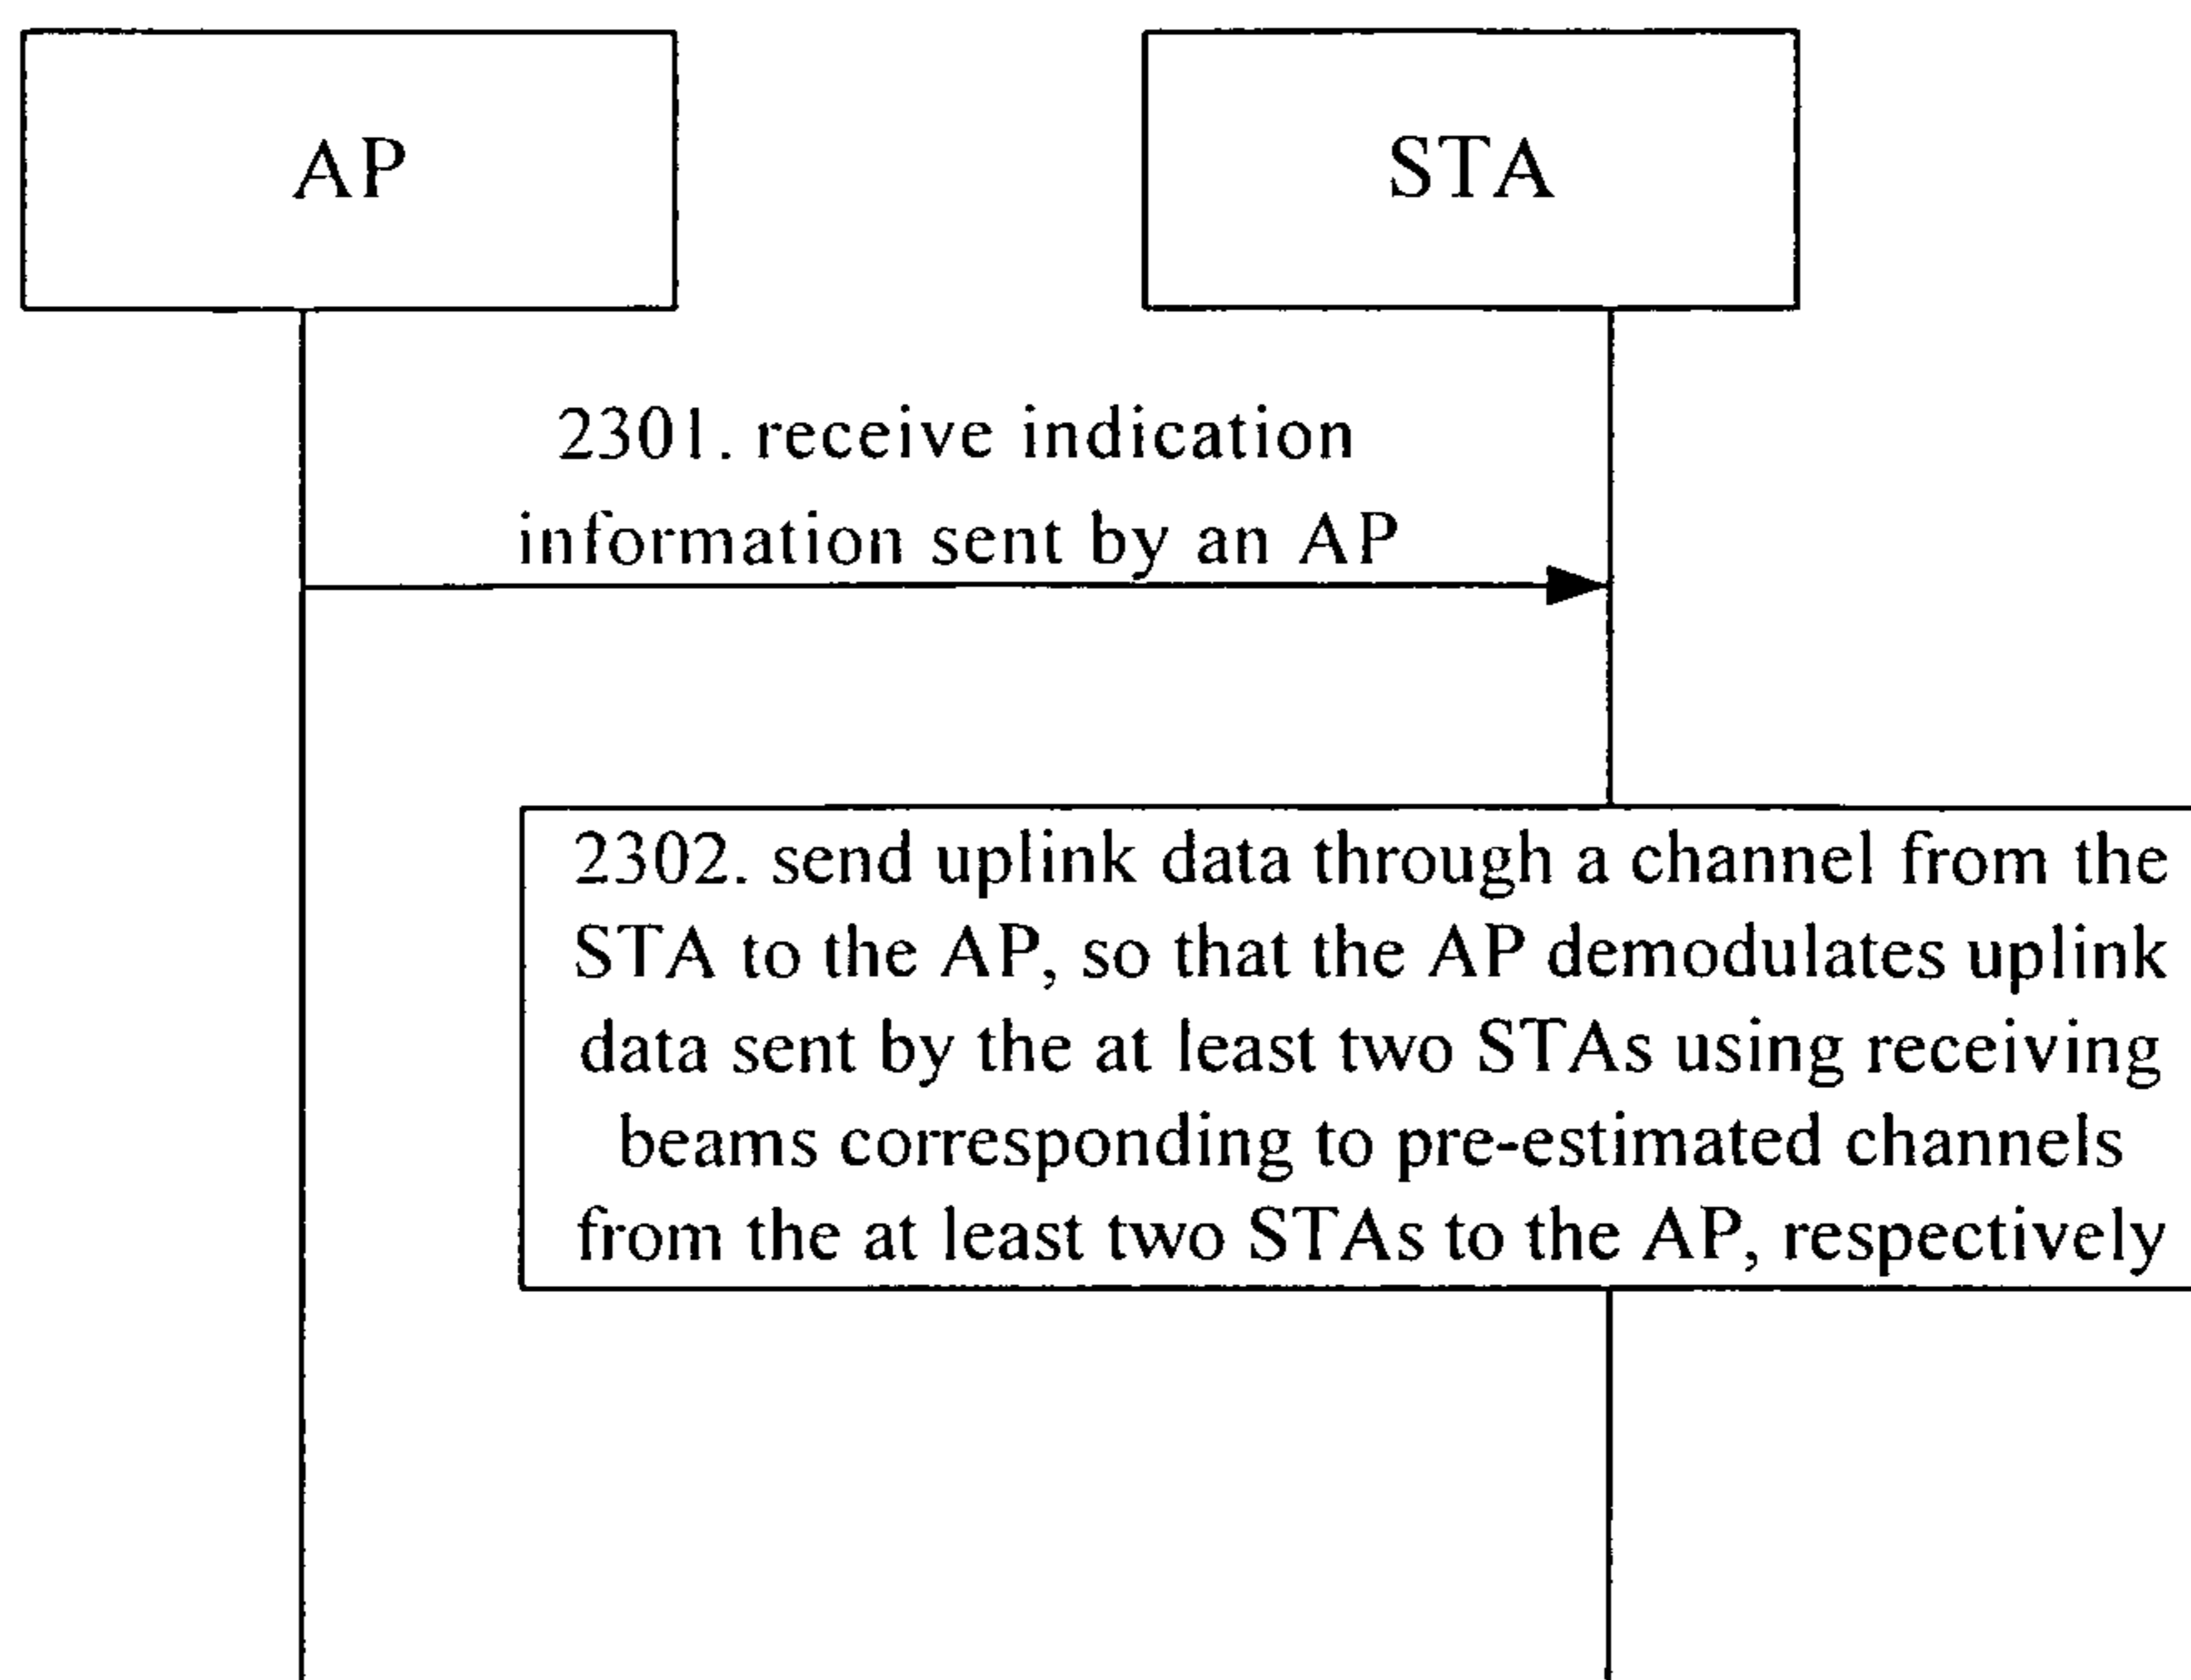 AP
STA
2301. receive indication
information sent by an AP
2302. send uplink data through a channel from the
STA to the AP, so that the AP demodulates uplink
data sent by the at least two STAs using receiving
beams corresponding to pre-estimated channels
from the at least two STAs to the AP, respectively